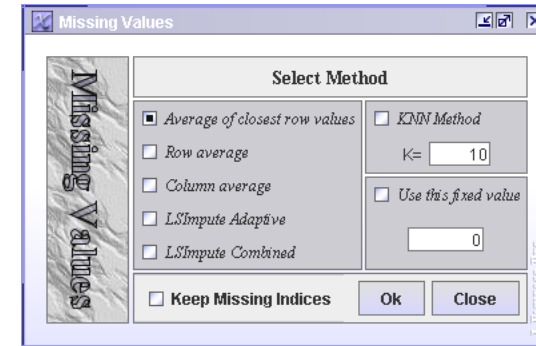 Missing Values
Missing Values
Select Method
Average of closest row values
Row average
Column average
LSImpute Adaptive
LSImpute Combined
KNN Method
K= 10
Use this fixed value
0
Keep Missing Indices
Ok
Close